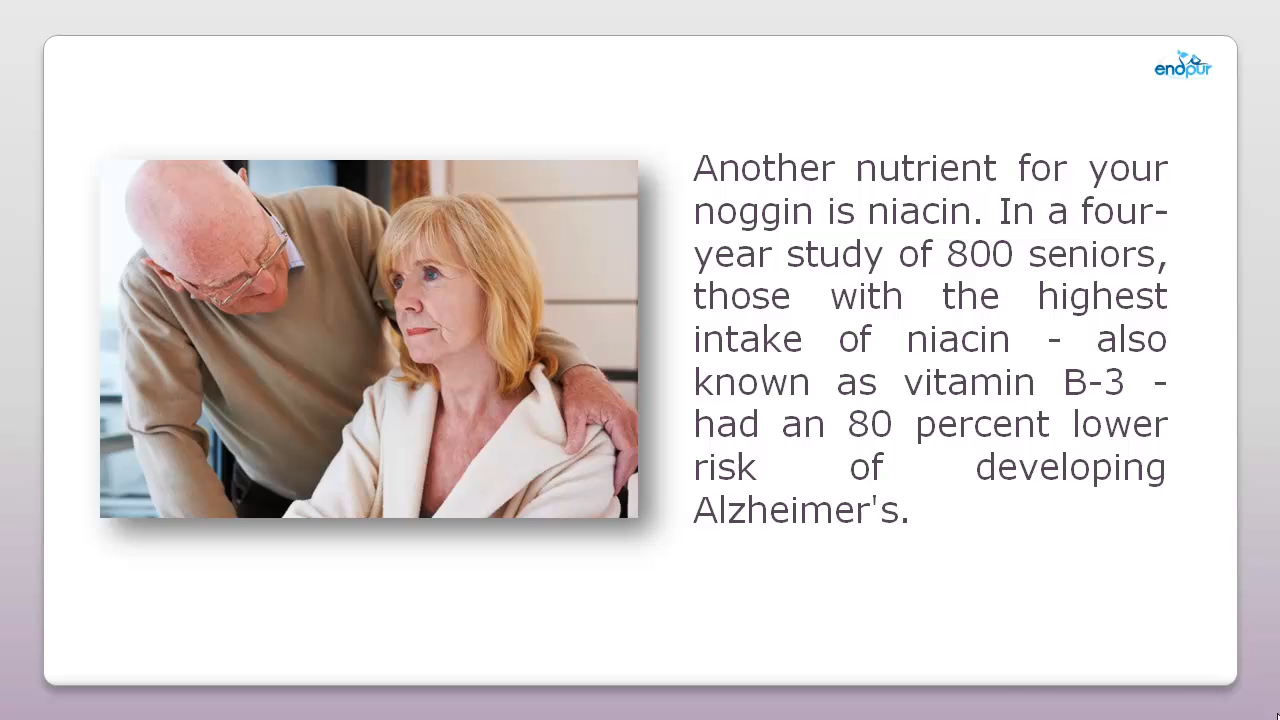 endpur
Another nutrient for your
noggin is niacin. In a four-
year study of 800 seniors,
those with the highest
intake of niacin - also
known as vitamin B-3 -
had an 80 percent lower
risk of developing
Alzheimer's.